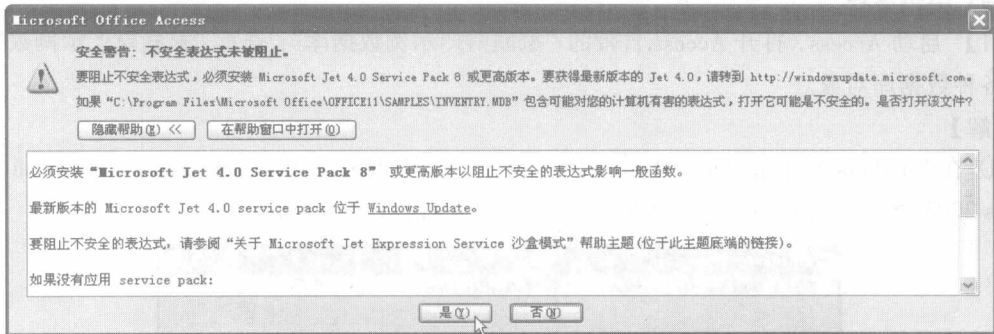 Microsoft Office Access
安全警告: 不安全表达式未被阻止。
要阻止不安全表达式，必须安装 Microsoft Jet 4.0 Service Pack 8 或更高版本。要获得最新版本的 Jet 4.0，请转到 http://windowsupdate.microsoft.com。
如果“C:\Program Files\Microsoft Office\OFFICE11\SAMPLES\INVENTRY.MDB”包含可能对您的计算机有害的表达式，打开它可能是不安全的。是否打开该文件?
隐藏帮助(E) << 在帮助窗口中打开(O)
必须安装“Microsoft Jet 4.0 Service Pack 8” 或更高版本以阻止不安全的表达式影响一般函数。
最新版本的 Microsoft Jet 4.0 service pack 位于 Windows Update。
要阻止不安全的表达式，请参阅“关于 Microsoft Jet Expression Service 沙盒模式”帮助主题(位于此主题底端的链接)。
如果没有应用 service pack:
是(Y) 否(N)